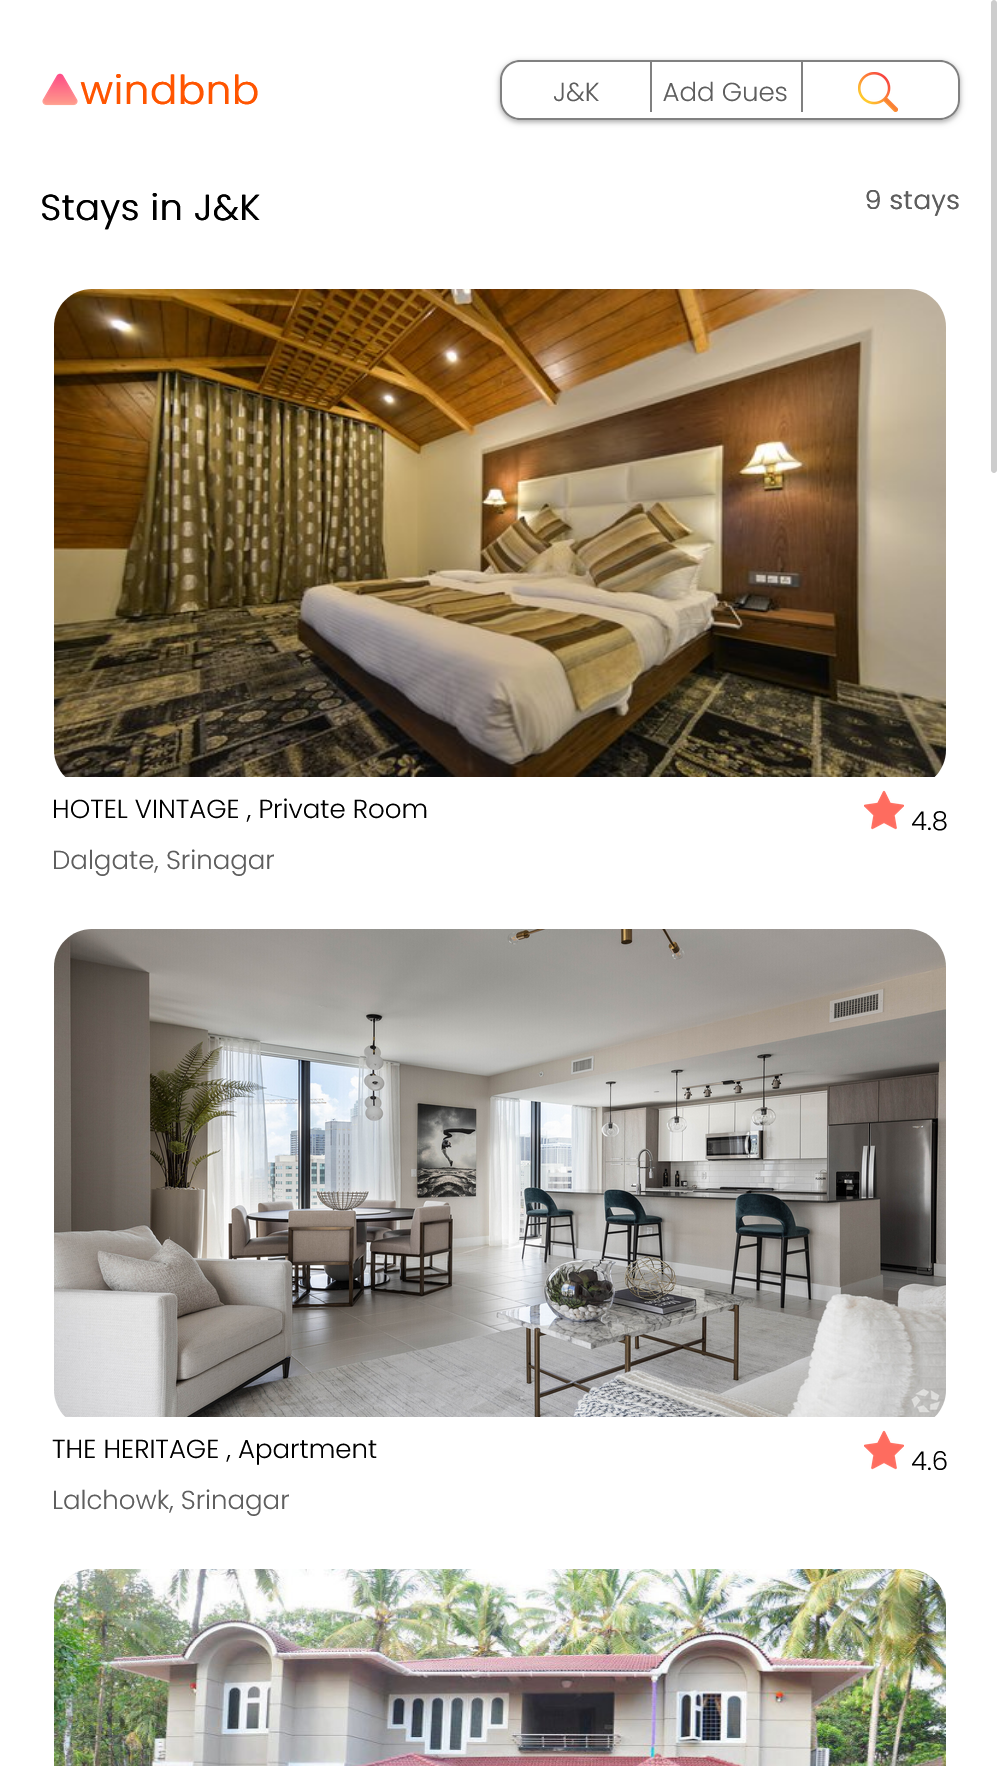 windbnb
J&K
Add Gues
Stays in J&K
9 stays
HOTEL VINTAGE , Private Room
4.8
Dalgate, Srinagar
THE HERITAGE , Apartment
4.6
Lalchowk, Srinagar